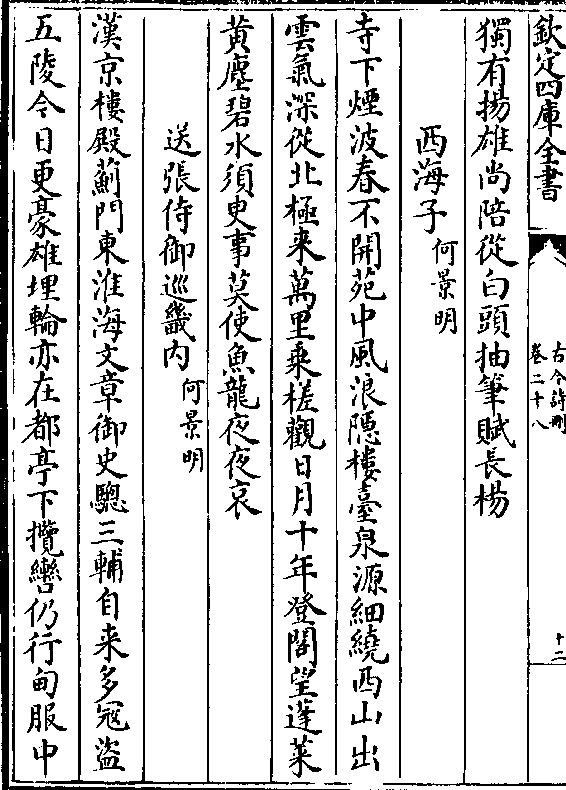 欽定四庫全書
古今詩刪
卷二十八
十二
獨有揚雄尚陪從白頭抽筆賦長楊
西海子 何景明
寺下煙波春不開苑中風浪隠樓臺泉源細繞西山出
雲氣深從北極来萬里乗槎觀日月十年登閣望蓬萊
黄塵碧水須臾事莫使魚龍夜夜哀
送張侍御巡畿内 何景明
漢京樓殿薊門東淮海文章御史驄三輔自来多冦盗
五陵今日更豪雄埋輪亦在都亭下攬轡仍行甸服中